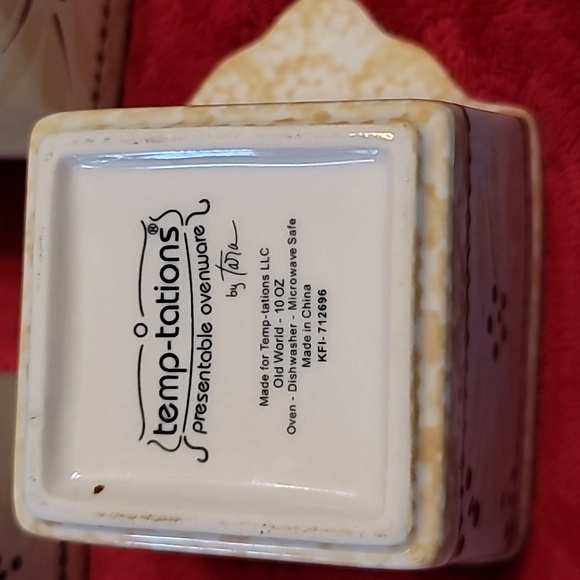 temp-tations®
presentable ovenware
by Tara
Made for Temp-tations LLC
Old World - 10 OZ
Oven - Dishwasher - Microwave Safe
Made in China
KFI- 712696